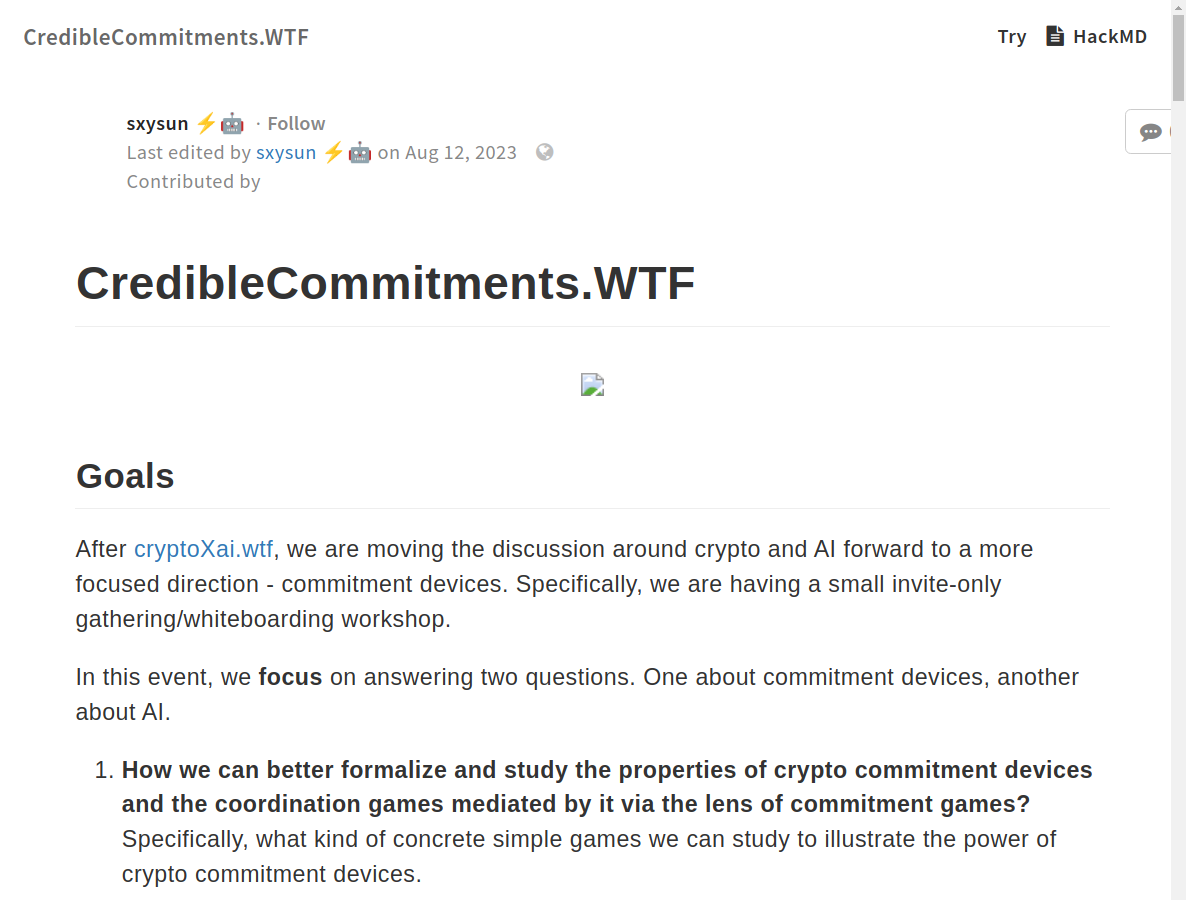 CredibleCommitments.WTF
Try HackMD
sxysun ⚡🤖 · Follow
Last edited by sxysun ⚡🤖 on Aug 12, 2023
Contributed by
CredibleCommitments.WTF
Goals
After cryptoXai.wtf, we are moving the discussion around crypto and AI forward to a more
focused direction - commitment devices. Specifically, we are having a small invite-only
gathering/whiteboarding workshop.
In this event, we focus on answering two questions. One about commitment devices, another
about AI.
1. How we can better formalize and study the properties of crypto commitment devices
and the coordination games mediated by it via the lens of commitment games?
Specifically, what kind of concrete simple games we can study to illustrate the power of
crypto commitment devices.